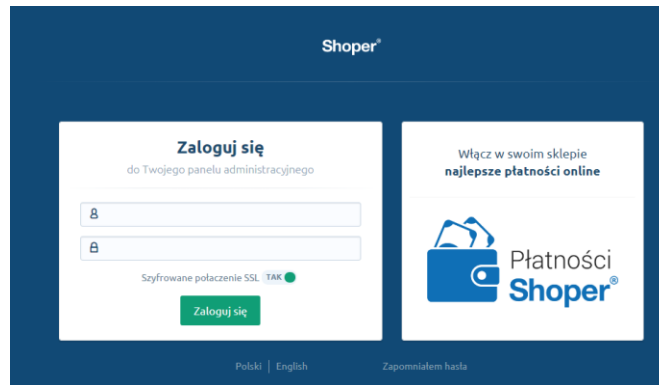 Shoper®
Zaloguj się
do Twojego panelu administracyjnego
Szyfrowane połaczenie SSL TAK
Zaloguj się
Włącz w swoim sklepie
najlepsze płatności online
Płatności
Shoper®
Polski | English
Zapomniałem hasła